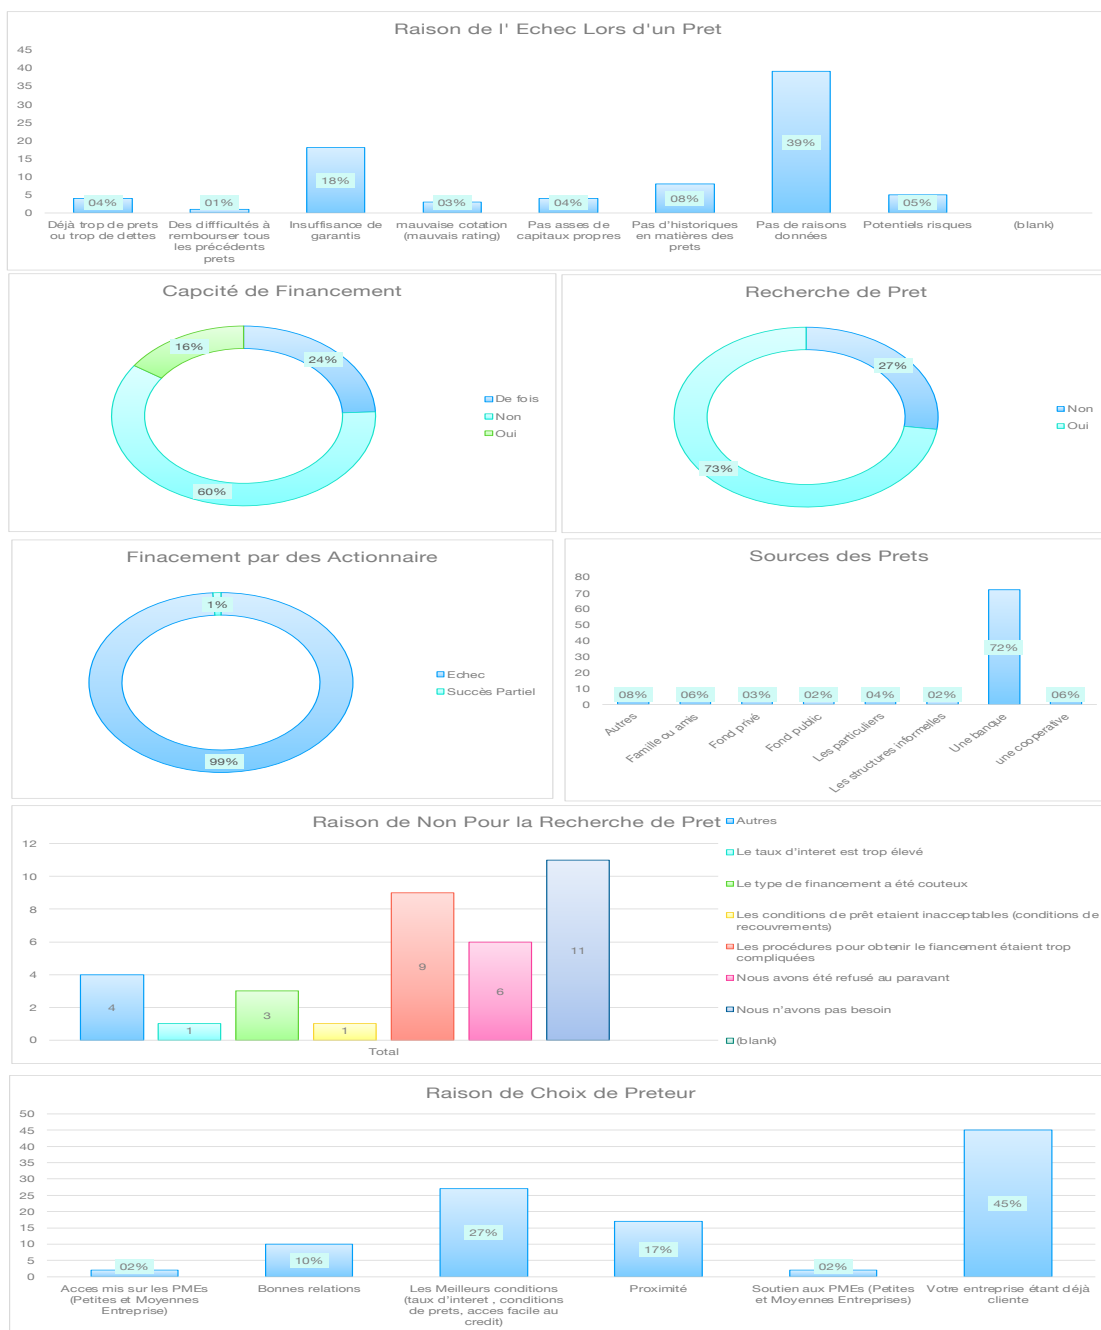 Raison de l' Echec Lors d'un Pret
45
40
35
30
25
20
15
10
5
0
04%
01%
18%
03%
04%
08%
39%
05%
Déjà trop de prets
ou trop de dettes
Des diffficultés à
rembourser tous
les précédents
prets
Insuffisance de
garantis
mauvaise cotation
(mauvais rating)
Pas asses de
capitaux propres
Pas d'historiques
en matières des
prets
Pas de raisons
données
Potentiels risques
(blank)
Capcité de Financement
16%
24%
60%
De fois
Non
Oui
Recherche de Pret
27%
73%
Non
Oui
Finacement par des Actionnaire
1%
99%
Echec
Succès Partiel
Sources des Prets
80
70
60
50
40
30
20
10
0
08%
06%
03%
02%
04%
02%
72%
06%
Autres
Famille ou amis
Fond privé
Fond public
Les particuliers
Les structures informelles
Une banque
une cooperative
Raison de Non Pour la Recherche de Pret
12
10
8
6
4
2
0
4
1
3
1
9
6
11
Total
Autres
Le taux d'interet est trop élevé
Le type de financement a été couteux
Les conditions de prêt etaient inacceptables (conditions de
recouvrements)
Les procédures pour obtenir le fiancement étaient trop
compliquées
Nous avons été refusé au paravant
Nous n'avons pas besoin
(blank)
Raison de Choix de Preteur
50
45
40
35
30
25
20
15
10
5
0
02%
10%
27%
17%
02%
45%
Acces mis sur les PMEs
(Petites et Moyennes
Entreprise)
Bonnes relations
Les Meilleurs conditions
(taux d'interet , conditions
de prets, acces facile au
credit)
Proximité
Soutien aux PMEs (Petites
et Moyennes Entreprises)
Votre entreprise étant déjà
cliente